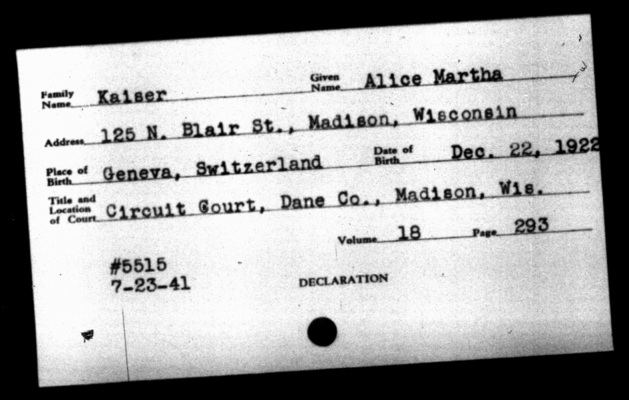 Family Name Kaiser Given Name Alice Martha
Address 125 N. Blair St., Madison, Wisconsin
Place of Birth Geneva, Switzerland Date of Birth Dec. 22, 1922
Title and Location of Court Circuit Court, Dane Co., Madison, Wis.
Volume 18 Page 293
#5515
7-23-41 DECLARATION